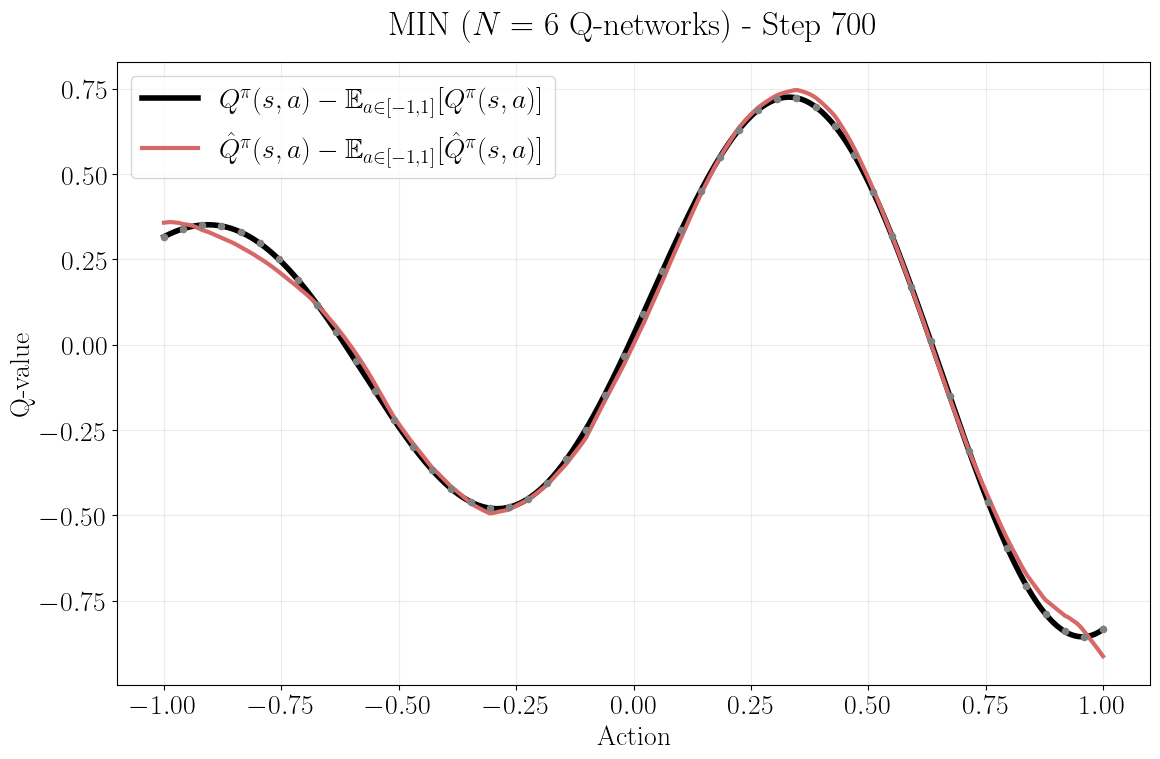 MIN (N = 6 Q-networks) - Step 700
Q^π(s, a) − 𝔼_{a∈[−1,1]}[Q^π(s, a)]
Q̂^π(s, a) − 𝔼_{a∈[−1,1]}[Q̂^π(s, a)]
Q-value
0.75
0.50
0.25
0.00
−0.25
−0.50
−0.75
−1.00 −0.75 −0.50 −0.25 0.00 0.25 0.50 0.75 1.00
Action